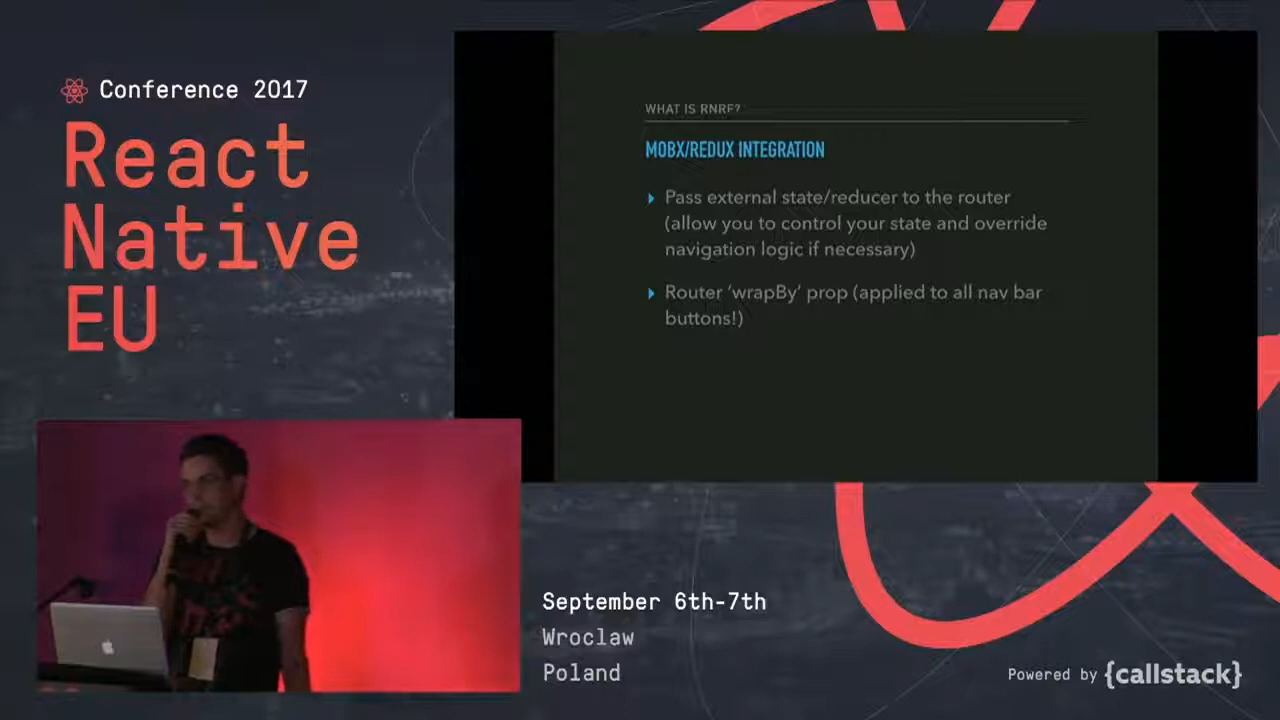 Conference 2017
React
Native
EU
WHAT IS RNRF?
MOBX/REDUX INTEGRATION
Pass external state/reducer to the router
(allow you to control your state and override
navigation logic if necessary)
Router ‘wrapBy’ prop (applied to all nav bar
buttons!)
September 6th-7th
Wroclaw
Poland
Powered by {callstack}